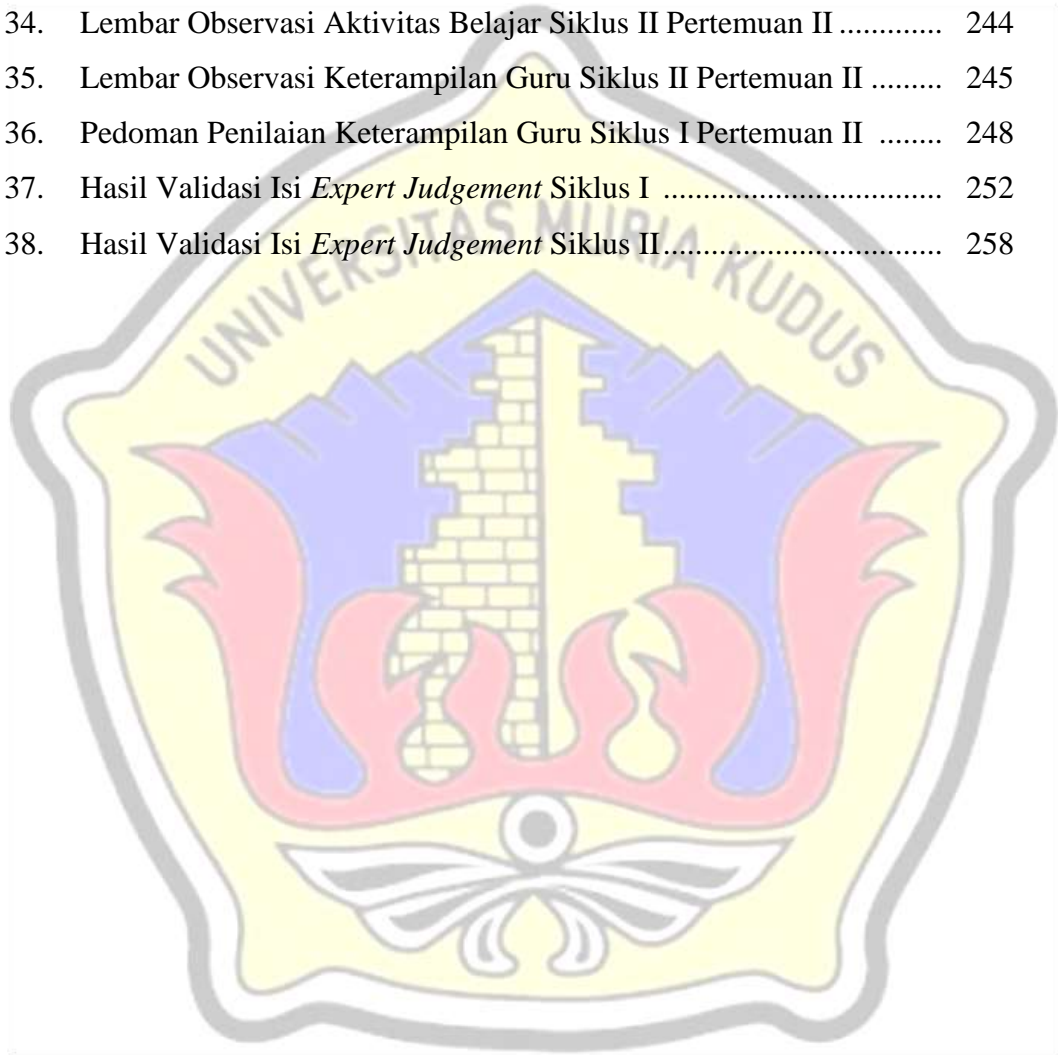 34. Lembar Observasi Aktivitas Belajar Siklus II Pertemuan II ............. 244
35. Lembar Observasi Keterampilan Guru Siklus II Pertemuan II ......... 245
36. Pedoman Penilaian Keterampilan Guru Siklus I Pertemuan II ........ 248
37. Hasil Validasi Isi Expert Judgement Siklus I .................................. 252
38. Hasil Validasi Isi Expert Judgement Siklus II.................................. 258
UNIVERSITAS MURIA KUDUS